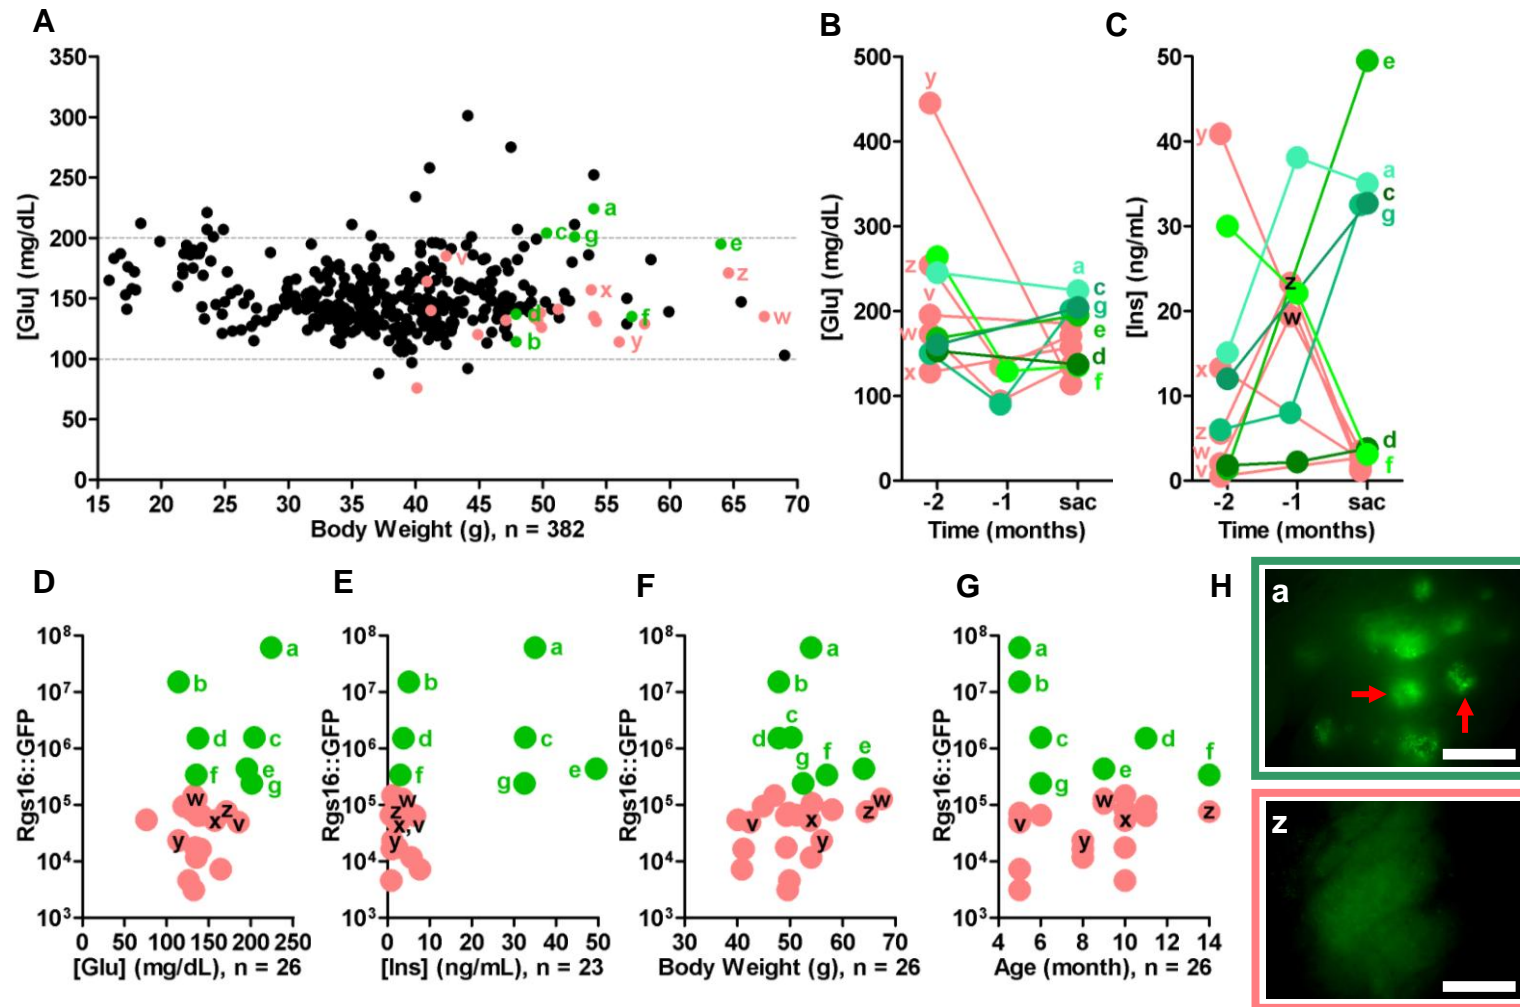 A
350
300
250
200
150
100
50
0
[Glu] (mg/dL)
a
c
g
e
v
z
x
w
d
f
b
y
15 20 25 30 35 40 45 50 55 60 65 70
Body Weight (g), n = 382
B
500
400
300
200
100
0
[Glu] (mg/dL)
y
z
v
w
x
a
c
g
e
d
f
-2 -1 sac
Time (months)
C
50
40
30
20
10
0
[Ins] (ng/mL)
y
x
z
w
v
z
w
e
a
c
g
d
f
-2 -1 sac
Time (months)
D
10⁸
10⁷
10⁶
10⁵
10⁴
10³
Rgs16::GFP
a
b
d
c
f
e
g
w
z
x
v
y
0 50 100 150 200 250
[Glu] (mg/dL), n = 26
E
10⁸
10⁷
10⁶
10⁵
10⁴
10³
Rgs16::GFP
a
b
d
c
f
g
e
w
z
x,v
y
0 10 20 30 40 50
[Ins] (ng/mL), n = 23
F
10⁸
10⁷
10⁶
10⁵
10⁴
10³
Rgs16::GFP
a
b
c
d
g
f
e
w
z
v
x
y
30 40 50 60 70
Body Weight (g), n = 26
G
10⁸
10⁷
10⁶
10⁵
10⁴
10³
Rgs16::GFP
a
b
c
d
g
e
f
w
z
v
x
y
4 6 8 10 12 14
Age (month), n = 26
H
a
z